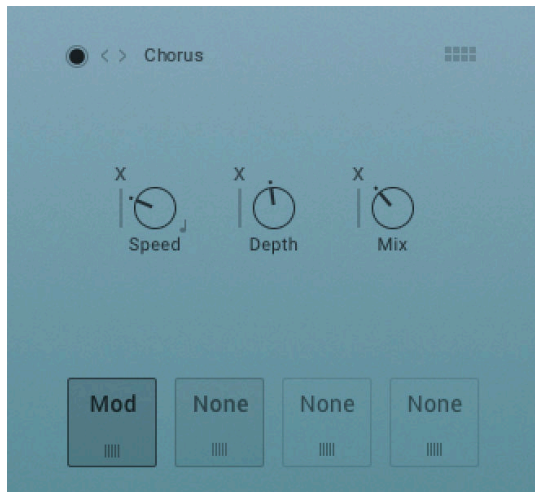 < > Chorus
X X X
Speed Depth Mix
Mod None None None